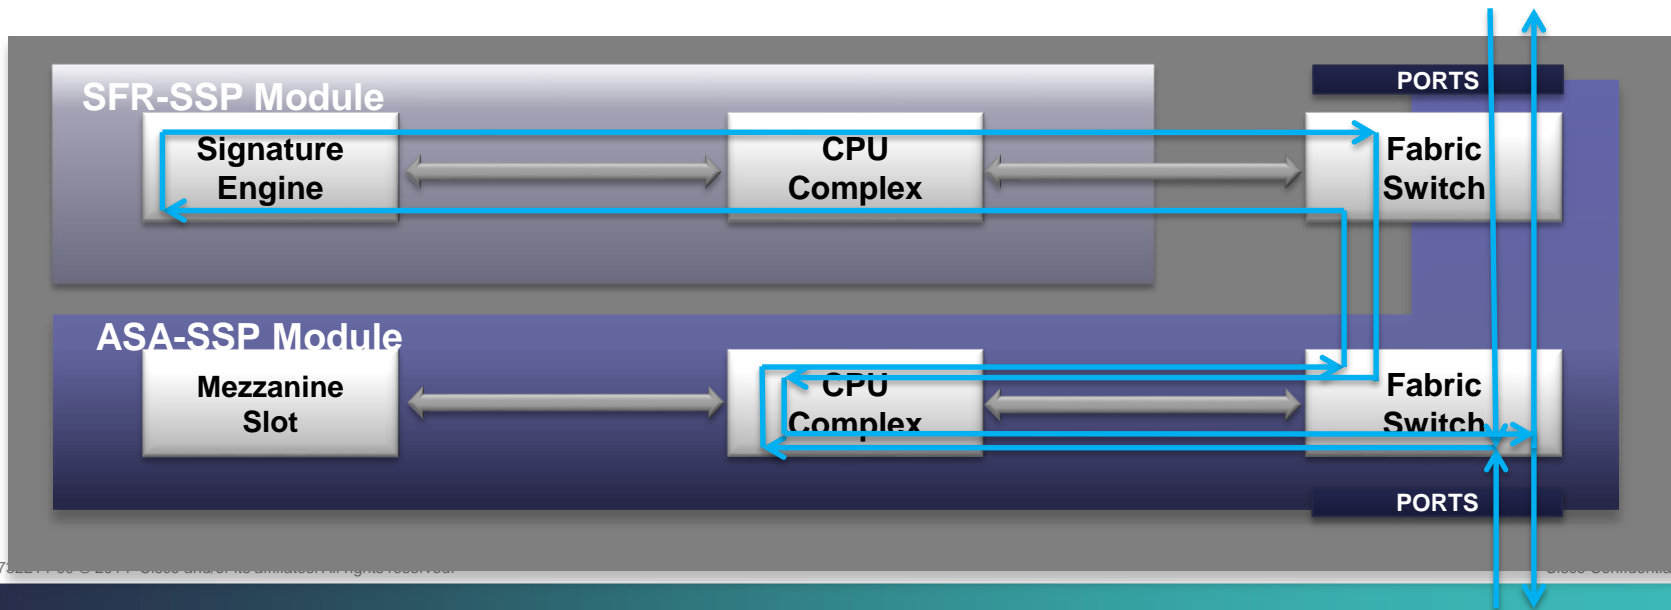 PORTS
SFR-SSP Module
Signature
Engine
CPU
Complex
Fabric
Switch
ASA-SSP Module
Mezzanine
Slot
CPU
Complex
Fabric
Switch
PORTS